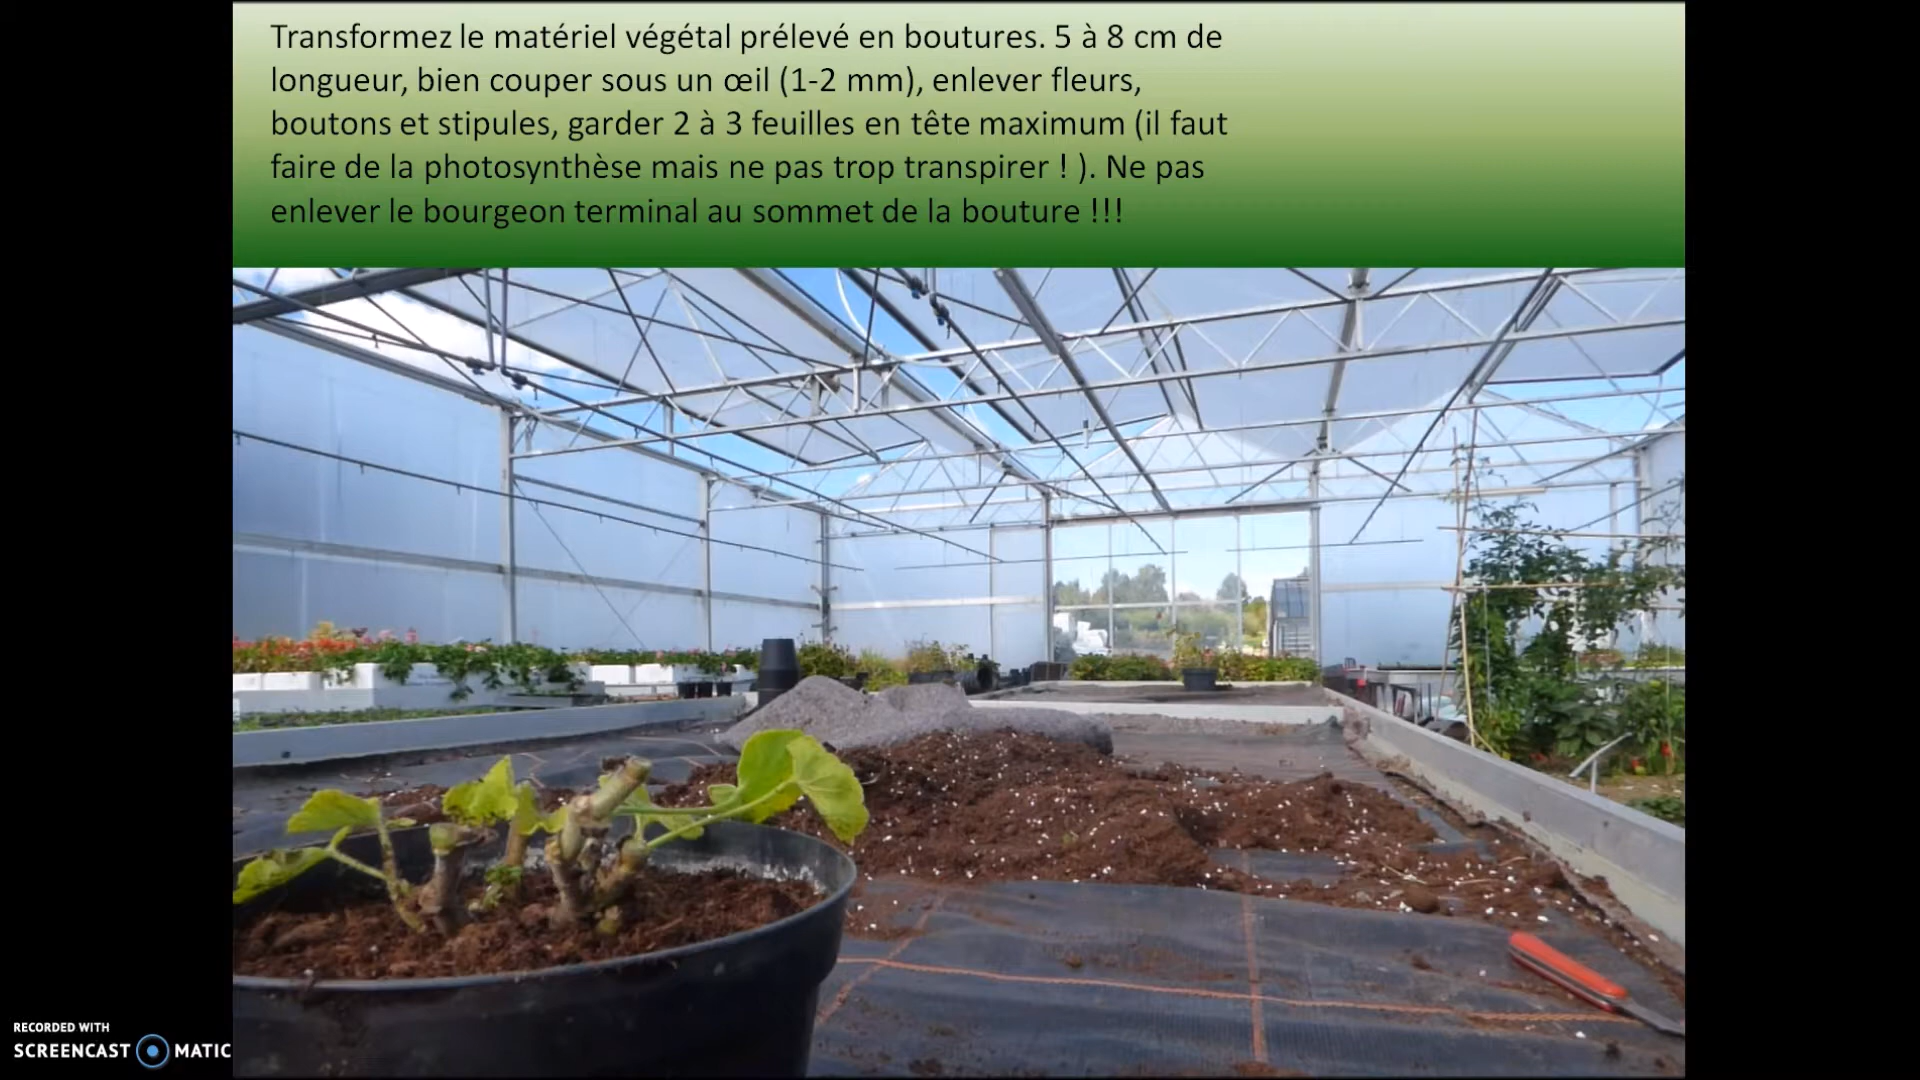 Transformez le matériel végétal prélevé en boutures. 5 à 8 cm de
longueur, bien couper sous un œil (1-2 mm), enlever fleurs,
boutons et stipules, garder 2 à 3 feuilles en tête maximum (il faut
faire de la photosynthèse mais ne pas trop transpirer ! ). Ne pas
enlever le bourgeon terminal au sommet de la bouture !!!
RECORDED WITH
SCREENCAST MATIC